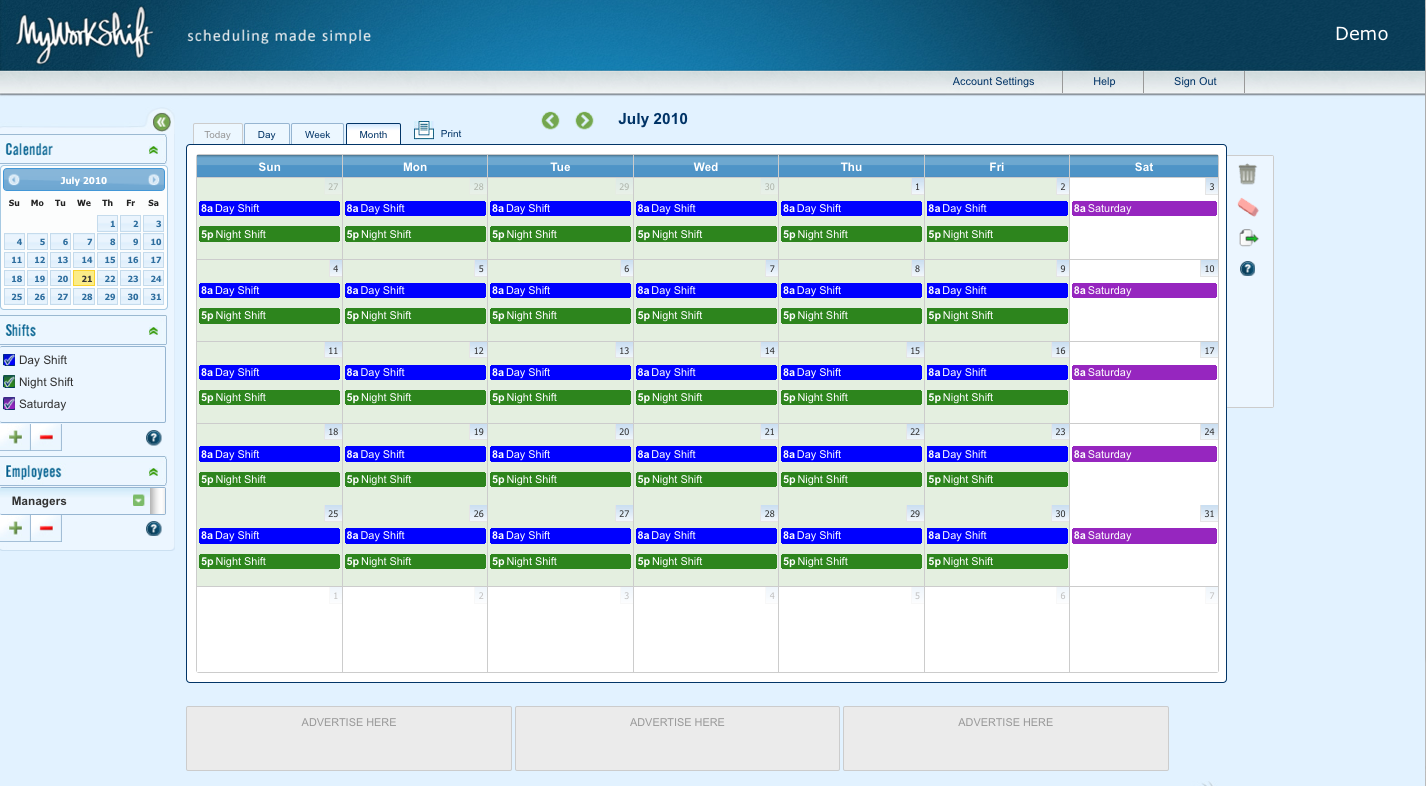 MyWorkShift scheduling made simple Demo
Account Settings Help Sign Out
Calendar
July 2010
Su Mo Tu We Th Fr Sa
1 2 3
4 5 6 7 8 9 10
11 12 13 14 15 16 17
18 19 20 21 22 23 24
25 26 27 28 29 30 31
Shifts
Day Shift
Night Shift
Saturday
Employees
Managers
Today Day Week Month Print July 2010
Sun Mon Tue Wed Thu Fri Sat
27 28 29 30 1 2 3
8a Day Shift 8a Day Shift 8a Day Shift 8a Day Shift 8a Day Shift 8a Day Shift 8a Saturday
5p Night Shift 5p Night Shift 5p Night Shift 5p Night Shift 5p Night Shift 5p Night Shift
4 5 6 7 8 9 10
8a Day Shift 8a Day Shift 8a Day Shift 8a Day Shift 8a Day Shift 8a Day Shift 8a Saturday
5p Night Shift 5p Night Shift 5p Night Shift 5p Night Shift 5p Night Shift 5p Night Shift
11 12 13 14 15 16 17
8a Day Shift 8a Day Shift 8a Day Shift 8a Day Shift 8a Day Shift 8a Day Shift 8a Saturday
5p Night Shift 5p Night Shift 5p Night Shift 5p Night Shift 5p Night Shift 5p Night Shift
18 19 20 21 22 23 24
8a Day Shift 8a Day Shift 8a Day Shift 8a Day Shift 8a Day Shift 8a Day Shift 8a Saturday
5p Night Shift 5p Night Shift 5p Night Shift 5p Night Shift 5p Night Shift 5p Night Shift
25 26 27 28 29 30 31
8a Day Shift 8a Day Shift 8a Day Shift 8a Day Shift 8a Day Shift 8a Day Shift 8a Saturday
5p Night Shift 5p Night Shift 5p Night Shift 5p Night Shift 5p Night Shift 5p Night Shift
1 2 3 4 5 6 7
ADVERTISE HERE ADVERTISE HERE ADVERTISE HERE